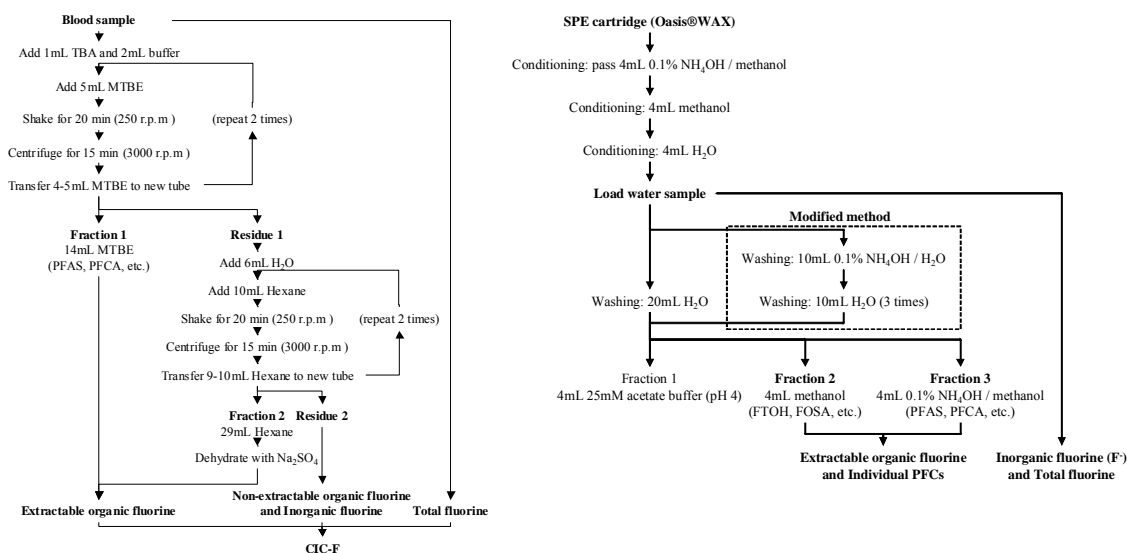 Blood sample
Add 1mL TBA and 2mL buffer
Add 5mL MTBE
Shake for 20 min (250 r.p.m )
(repeat 2 times)
Centrifuge for 15 min (3000 r.p.m )
Transfer 4-5mL MTBE to new tube
Fraction 1
14mL MTBE
(PFAS, PFCA, etc.)
Residue 1
Add 6mL H₂O
Add 10mL Hexane
Shake for 20 min (250 r.p.m )
(repeat 2 times)
Centrifuge for 15 min (3000 r.p.m )
Transfer 9-10mL Hexane to new tube
Fraction 2
29mL Hexane
Residue 2
Dehydrate with Na₂SO₄
Extractable organic fluorine
Non-extractable organic fluorine
and Inorganic fluorine
Total fluorine
CIC-F
SPE cartridge (Oasis®WAX)
Conditioning: pass 4mL 0.1% NH₄OH / methanol
Conditioning: 4mL methanol
Conditioning: 4mL H₂O
Load water sample
Modified method
Washing: 10mL 0.1% NH₄OH / H₂O
Washing: 20mL H₂O
Washing: 10mL H₂O (3 times)
Fraction 1
4mL 25mM acetate buffer (pH 4)
Fraction 2
4mL methanol
(FTOH, FOSA, etc.)
Fraction 3
4mL 0.1% NH₄OH / methanol
(PFAS, PFCA, etc.)
Extractable organic fluorine
and Individual PFCs
Inorganic fluorine (F⁻)
and Total fluorine